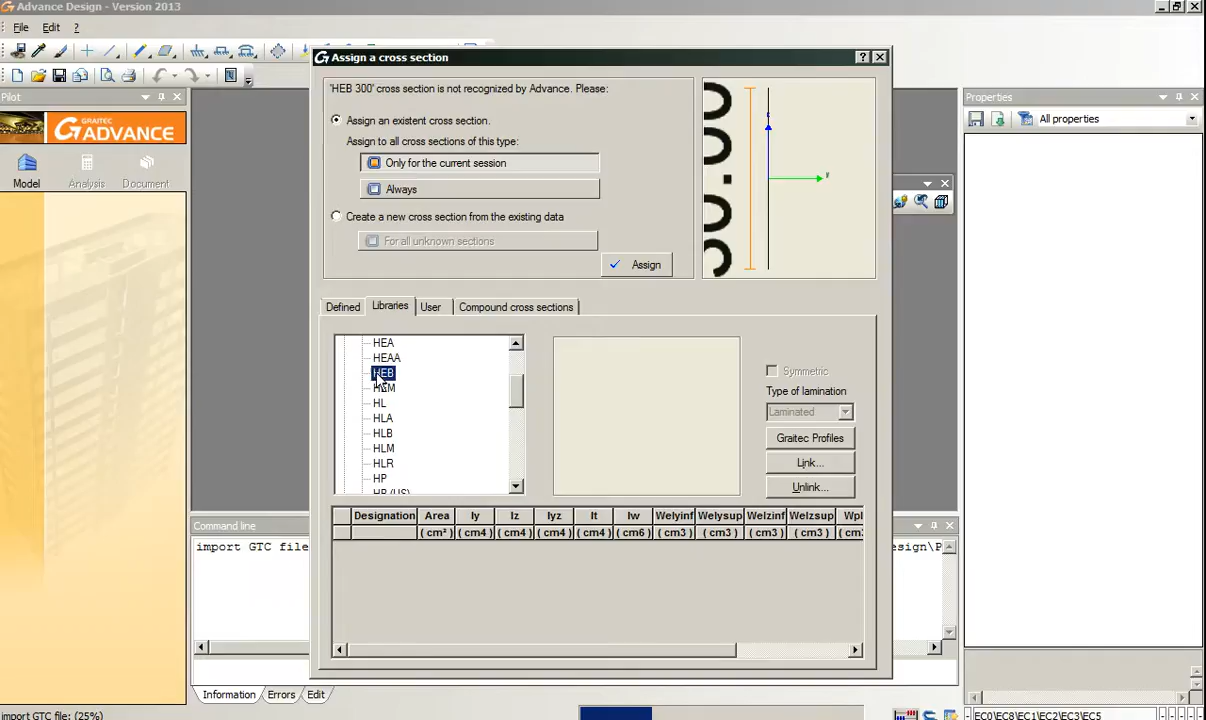 Advance Design - Version 2013
File Edit ?
Assign a cross section
Pilot
Properties
GRAITEC
ADVANCE
All properties
Model Analysis Document
'HEB 300' cross section is not recognized by Advance. Please:
Assign an existent cross section.
Assign to all cross sections of this type:
Only for the current session
Always
Create a new cross section from the existing data
For all unknown sections
Assign
Defined Libraries User Compound cross sections
HEA
HEAA
HEB
HEM
HL
HLA
HLB
HLM
HLR
HP
HP (US)
Symmetric
Type of lamination
Laminated
Graitec Profiles
Link...
Unlink...
Designation Area Iy Iz Iyz It Iw Welyinf Welysup Welzinf Welzsup Wpl
( cm² ) ( cm4 ) ( cm4 ) ( cm4 ) ( cm4 ) ( cm6 ) ( cm3 ) ( cm3 ) ( cm3 ) ( cm3 ) ( cm3
Command line
import GTC file
esign\P
Information Errors Edit
import GTC file: (25%)
EC0\EC8\EC1\EC2\EC3\EC5